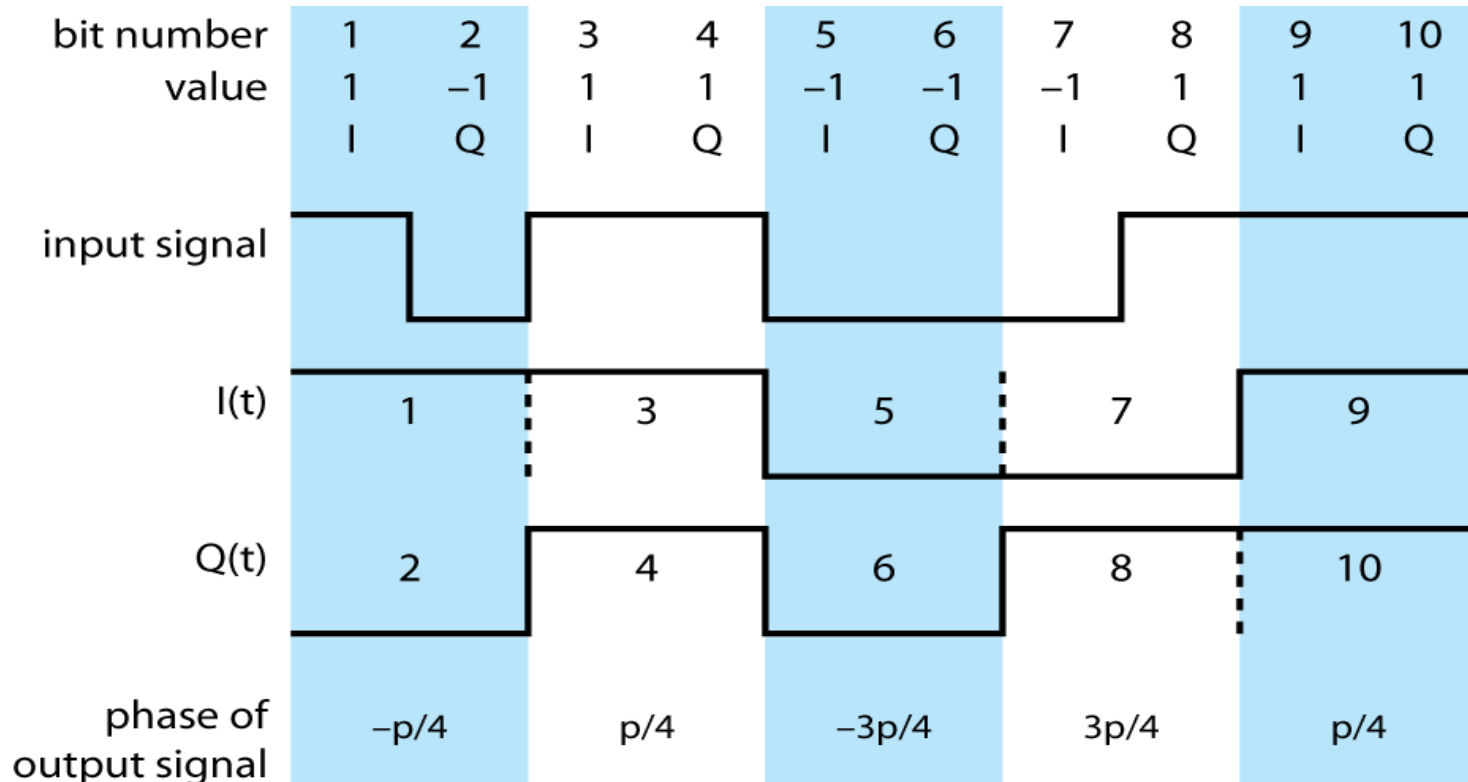 bit number 1 2 3 4 5 6 7 8 9 10
value 1 –1 1 1 –1 –1 –1 1 1 1
I Q I Q I Q I Q I Q
input signal
I(t) 1 3 5 7 9
Q(t) 2 4 6 8 10
phase of
output signal –p/4 p/4 –3p/4 3p/4 p/4